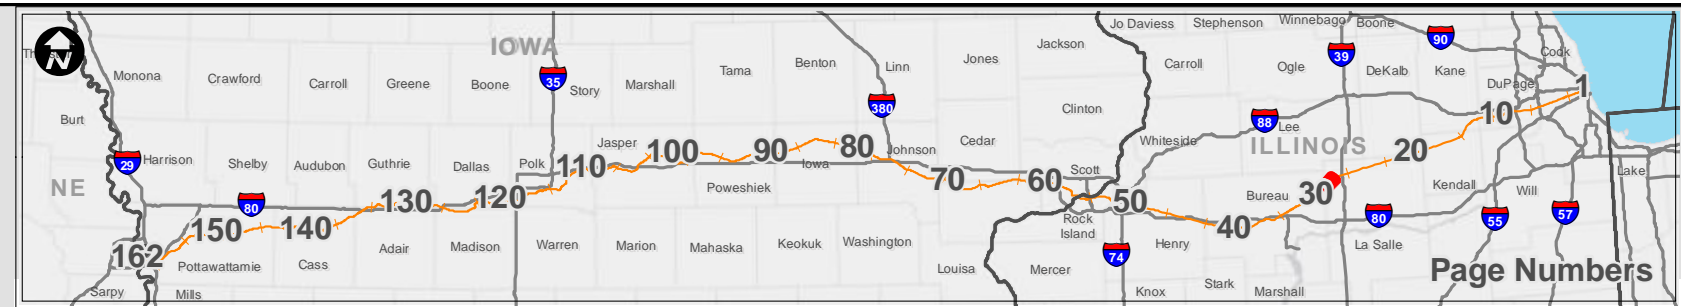 Jo Daviess Stephenson Winnebago Boone
IOWA
Jackson
90
Cook
N
39
Monona Crawford Carroll Greene Boone 35 Story Marshall Tama Benton Linn Jones Carroll Ogle DeKalb Kane DuPage 1
Burt
380
Clinton
88
Lee
10
Whiteside
ILLINOIS
29
Harrison Shelby Audubon Guthrie Dallas Polk Jasper 110 100 90 80 Iowa Johnson Cedar Scott 20
Lake
NE
80
130 120 Poweshiek 70 60 50 Bureau 30 Kendall Will
162 150 140 Rock
Island
40
80
55
57
Adair Madison Warren Marion Mahaska Keokuk Washington Henry La Salle
74
Pottawattamie Cass Louisa Mercer Page Numbers
Stark
Sarpy Mills Knox Marshall